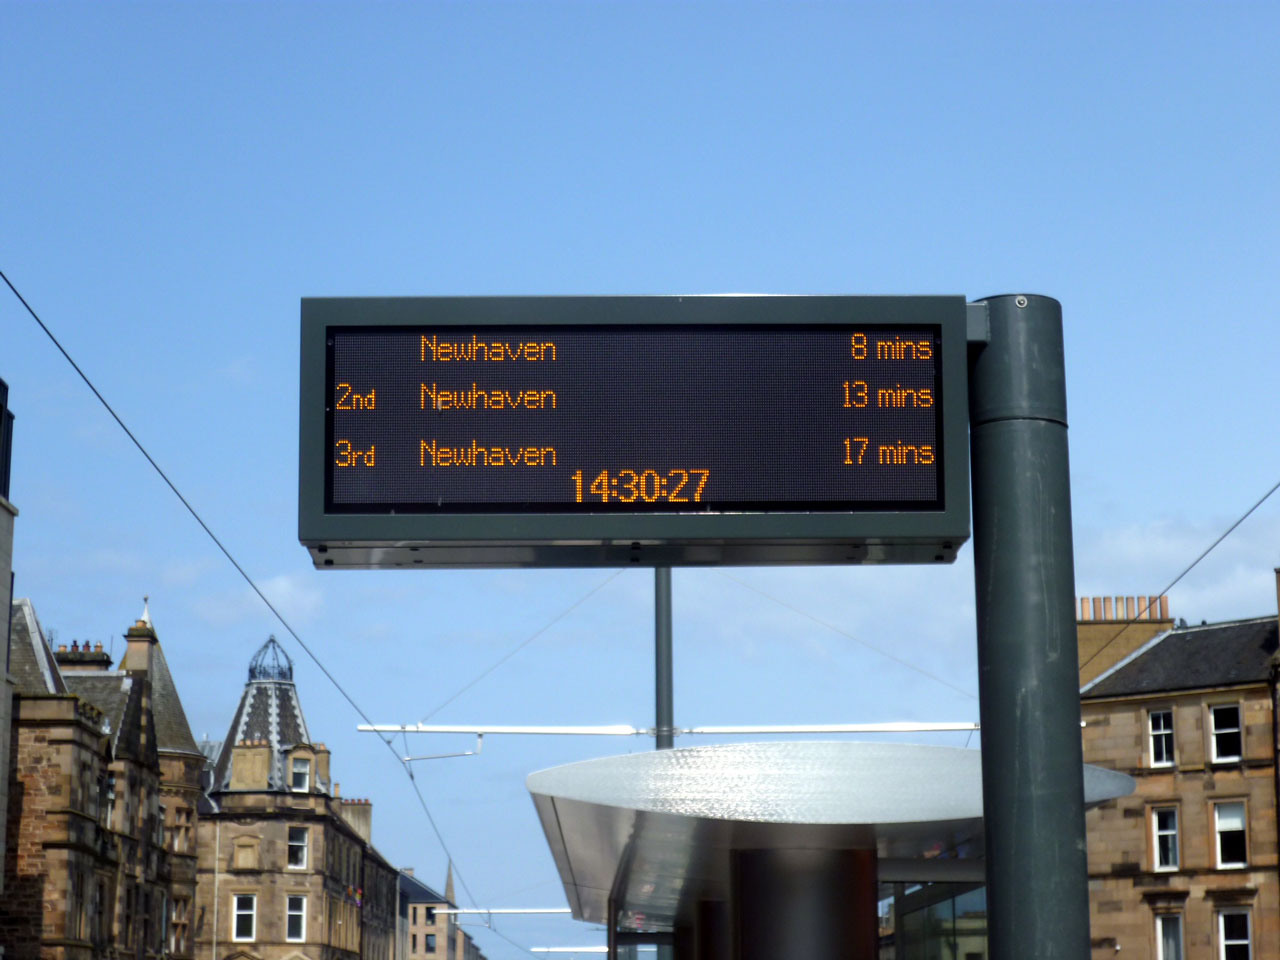 Newhaven 8 mins
2nd Newhaven 13 mins
3rd Newhaven 17 mins
14:30:27